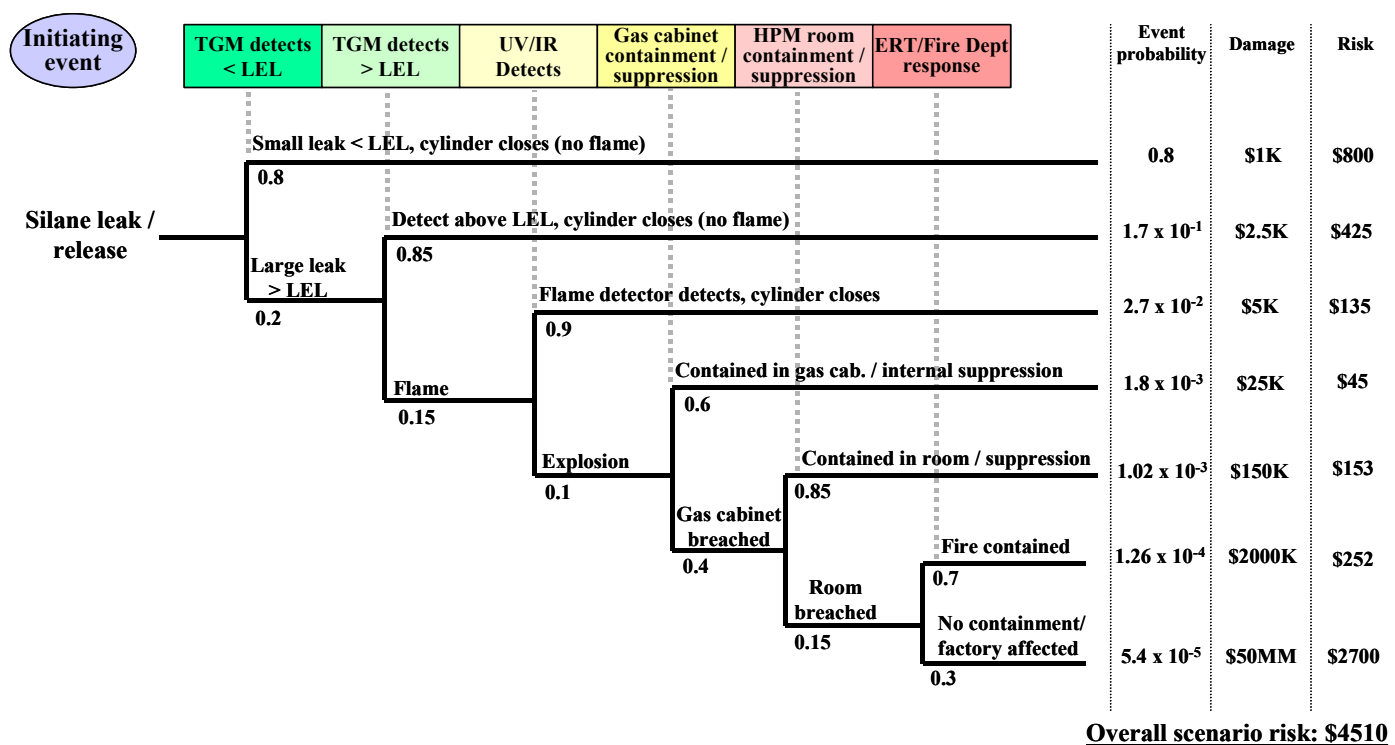 Initiating
event
TGM detects
< LEL
TGM detects
> LEL
UV/IR
Detects
Gas cabinet
containment /
suppression
HPM room
containment /
suppression
ERT/Fire Dept
response
Event
probability
Damage
Risk
Small leak < LEL, cylinder closes (no flame)
0.8
0.8
$1K
$800
Silane leak /
release
Detect above LEL, cylinder closes (no flame)
0.85
1.7 x 10⁻¹
$2.5K
$425
Large leak
> LEL
0.2
Flame detector detects, cylinder closes
0.9
2.7 x 10⁻²
$5K
$135
Flame
0.15
Contained in gas cab. / internal suppression
0.6
1.8 x 10⁻³
$25K
$45
Explosion
0.1
Contained in room / suppression
0.85
1.02 x 10⁻³
$150K
$153
Gas cabinet
breached
0.4
Fire contained
0.7
1.26 x 10⁻⁴
$2000K
$252
Room
breached
0.15
No containment/
factory affected
0.3
5.4 x 10⁻⁵
$50MM
$2700
Overall scenario risk: $4510